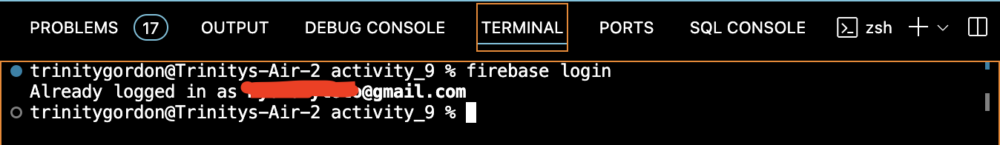 PROBLEMS 17 OUTPUT DEBUG CONSOLE TERMINAL PORTS SQL CONSOLE zsh
trinitygordon@Trinitys-Air-2 activity_9 % firebase login
Already logged in as @gmail.com
trinitygordon@Trinitys-Air-2 activity_9 %